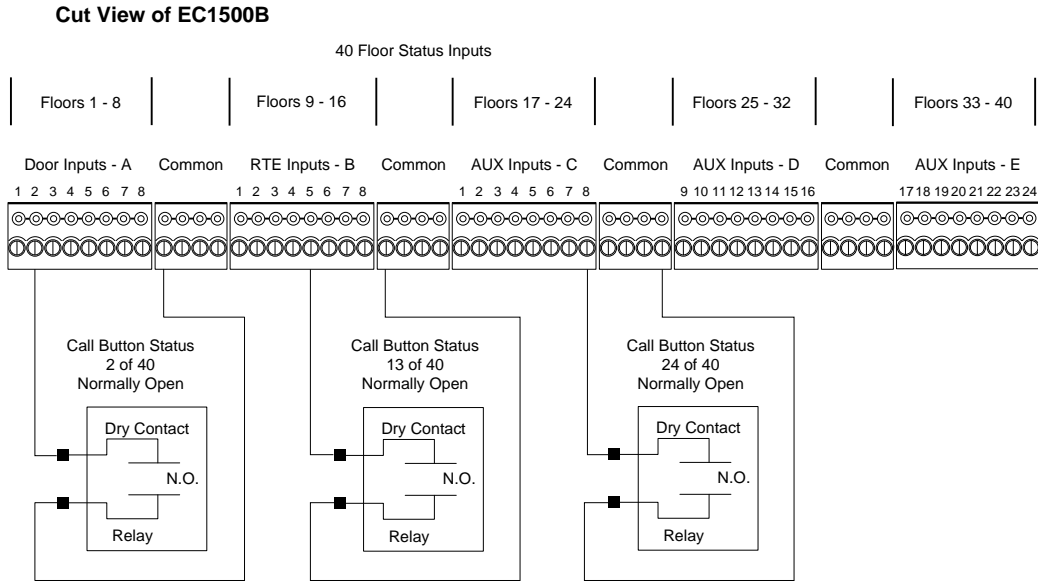 Cut View of EC1500B
40 Floor Status Inputs
Floors 1 - 8 Floors 9 - 16 Floors 17 - 24 Floors 25 - 32 Floors 33 - 40
Door Inputs - A Common RTE Inputs - B Common AUX Inputs - C Common AUX Inputs - D Common AUX Inputs - E
1 2 3 4 5 6 7 8 1 2 3 4 5 6 7 8 1 2 3 4 5 6 7 8 9 10 11 12 13 14 15 16 17 18 19 20 21 22 23 24
Call Button Status
2 of 40
Normally Open
Dry Contact
N.O.
Relay
Call Button Status
13 of 40
Normally Open
Dry Contact
N.O.
Relay
Call Button Status
24 of 40
Normally Open
Dry Contact
N.O.
Relay